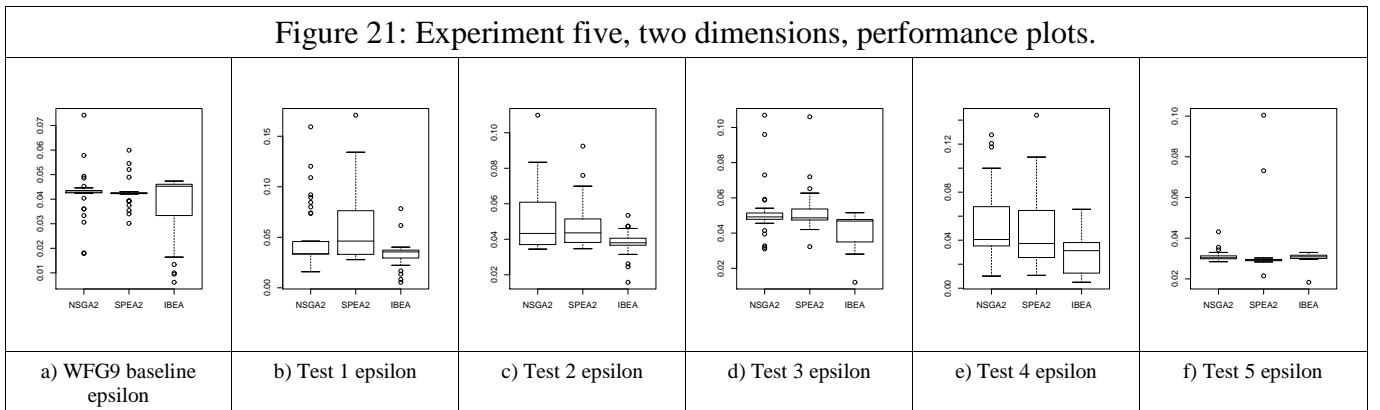 Figure 21: Experiment five, two dimensions, performance plots.
0.07
0.06
0.05
0.04
0.03
0.02
0.01
NSGA2 SPEA2 IBEA
0.15
0.10
0.05
0.00
NSGA2 SPEA2 IBEA
0.10
0.08
0.06
0.04
0.02
NSGA2 SPEA2 IBEA
0.10
0.08
0.06
0.04
0.02
NSGA2 SPEA2 IBEA
0.12
0.08
0.04
0.00
NSGA2 SPEA2 IBEA
0.10
0.08
0.06
0.04
0.02
NSGA2 SPEA2 IBEA
a) WFG9 baseline
epsilon
b) Test 1 epsilon
c) Test 2 epsilon
d) Test 3 epsilon
e) Test 4 epsilon
f) Test 5 epsilon